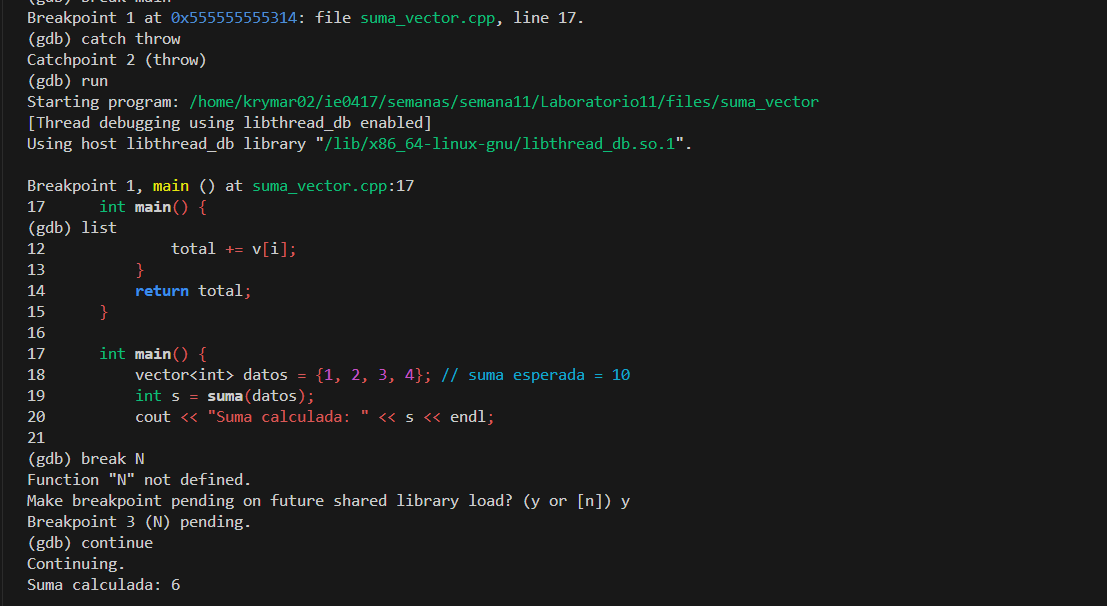 (gdb) break main
Breakpoint 1 at 0x555555555314: file suma_vector.cpp, line 17.
(gdb) catch throw
Catchpoint 2 (throw)
(gdb) run
Starting program: /home/krymar02/ie0417/semanas/semana11/Laboratorio11/files/suma_vector
[Thread debugging using libthread_db enabled]
Using host libthread_db library "/lib/x86_64-linux-gnu/libthread_db.so.1".
Breakpoint 1, main () at suma_vector.cpp:17
17      int main() {
(gdb) list
12              total += v[i];
13          }
14          return total;
15      }
16
17      int main() {
18          vector<int> datos = {1, 2, 3, 4}; // suma esperada = 10
19          int s = suma(datos);
20          cout << "Suma calculada: " << s << endl;
21
(gdb) break N
Function "N" not defined.
Make breakpoint pending on future shared library load? (y or [n]) y
Breakpoint 3 (N) pending.
(gdb) continue
Continuing.
Suma calculada: 6